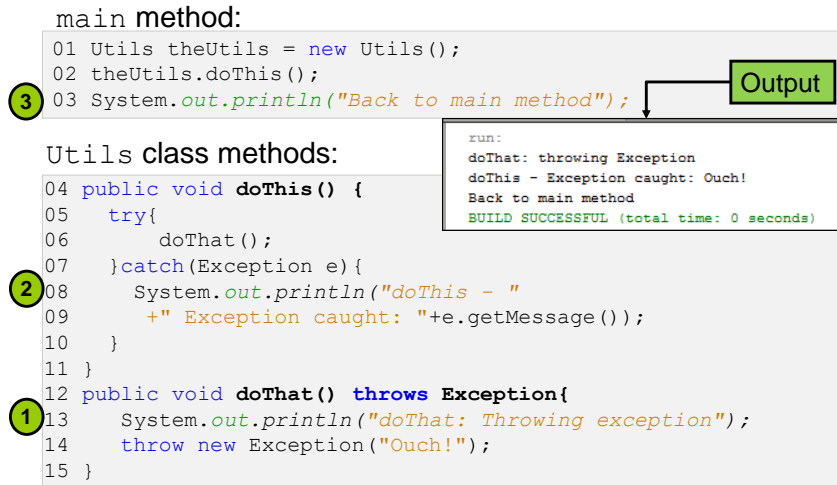 main method:
01 Utils theUtils = new Utils();
02 theUtils.doThis();
3
03 System.out.println("Back to main method");
Output
run:
doThat: throwing Exception
doThis - Exception caught: Ouch!
Back to main method
BUILD SUCCESSFUL (total time: 0 seconds)
Utils class methods:
04 public void doThis() {
05 try{
06 doThat();
07 }catch(Exception e){
2
08 System.out.println("doThis - "
09 +" Exception caught: "+e.getMessage());
10 }
11 }
12 public void doThat() throws Exception{
1
13 System.out.println("doThat: Throwing exception");
14 throw new Exception("Ouch!");
15 }